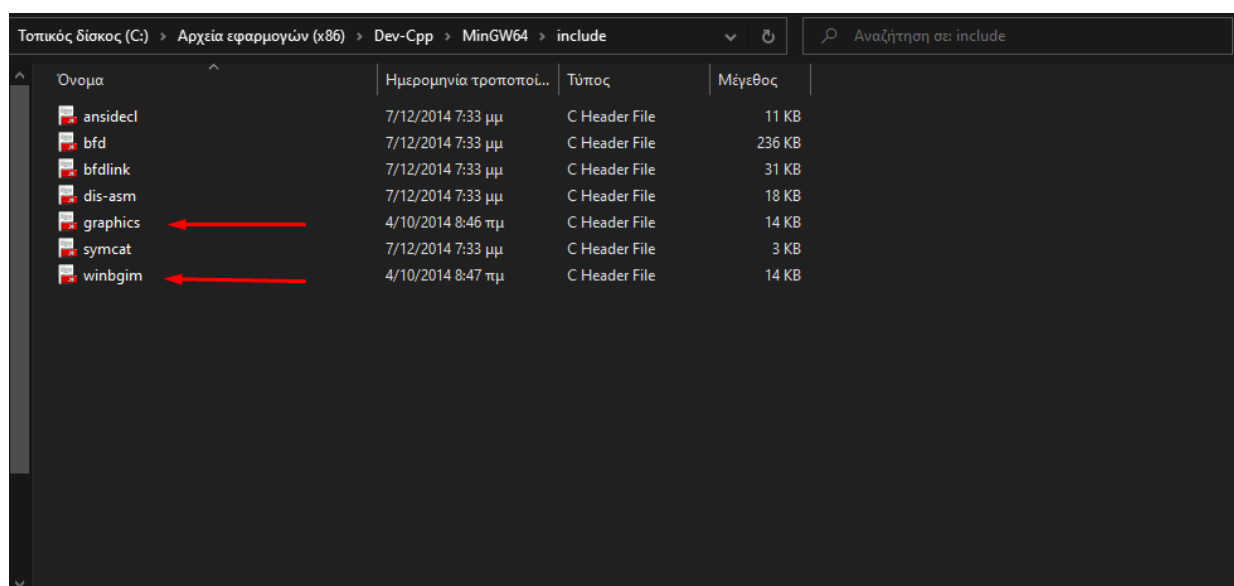 Τοπικός δίσκος (C:) > Αρχεία εφαρμογών (x86) > Dev-Cpp > MinGW64 > include Αναζήτηση σε: include
Όνομα Ημερομηνία τροποποί... Τύπος Μέγεθος
ansidecl 7/12/2014 7:33 μμ C Header File 11 KB
bfd 7/12/2014 7:33 μμ C Header File 236 KB
bfdlink 7/12/2014 7:33 μμ C Header File 31 KB
dis-asm 7/12/2014 7:33 μμ C Header File 18 KB
graphics 4/10/2014 8:46 πμ C Header File 14 KB
symcat 7/12/2014 7:33 μμ C Header File 3 KB
winbgim 4/10/2014 8:47 πμ C Header File 14 KB